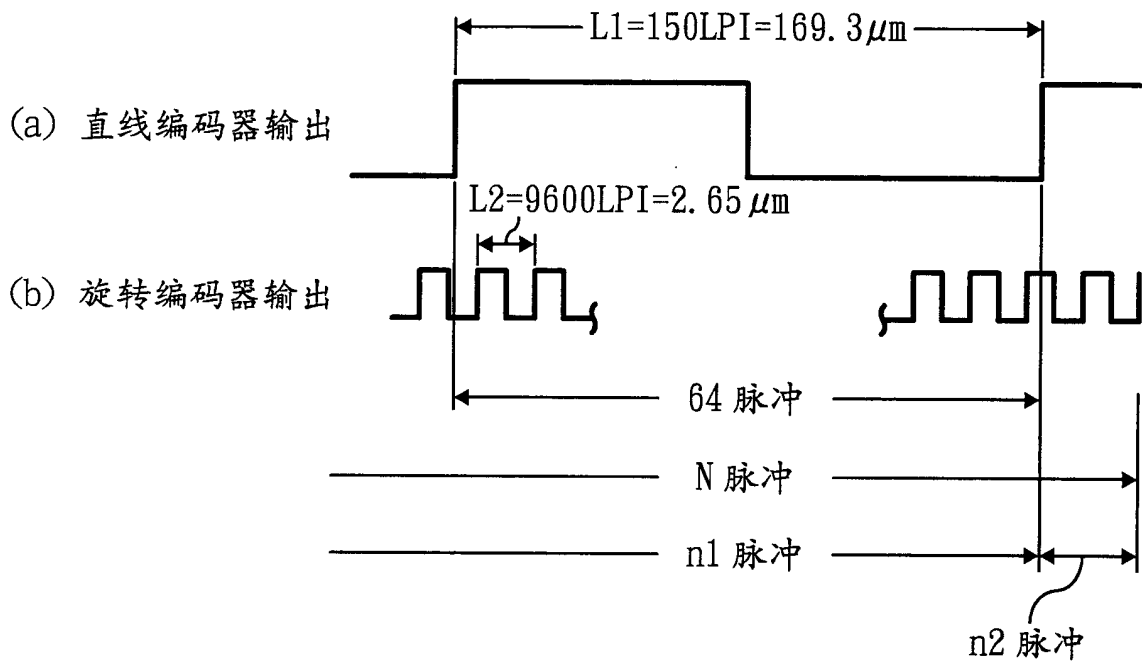 L1=150LPI=169.3μm
(a) 直线编码器输出
L2=9600LPI=2.65μm
(b) 旋转编码器输出
64 脉冲
N 脉冲
n1 脉冲
n2 脉冲